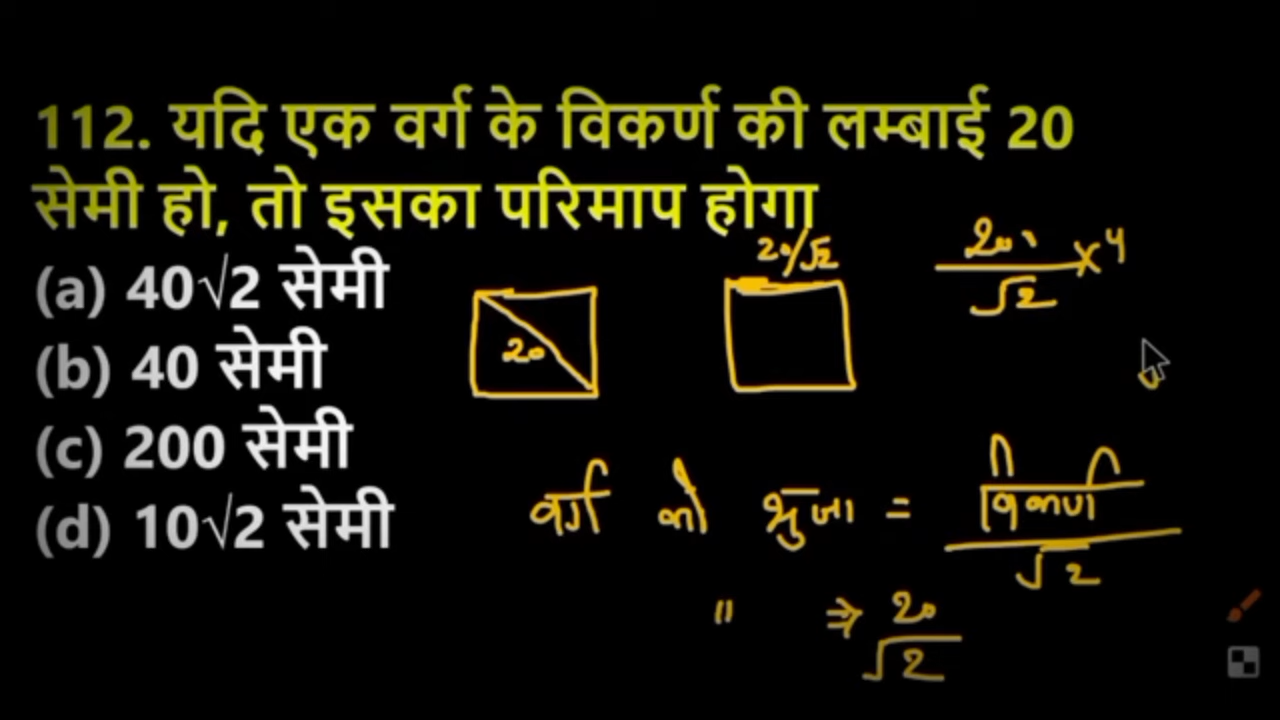 112. यदि एक वर्ग के विकर्ण की लम्बाई 20
सेमी हो, तो इसका परिमाप होगा
(a) 40√2 सेमी
(b) 40 सेमी
(c) 200 सेमी
(d) 10√2 सेमी
20
20/√2
20/√2 × 4
वर्ग की भुजा = विकर्ण/√2
" ⇒ 20/√2